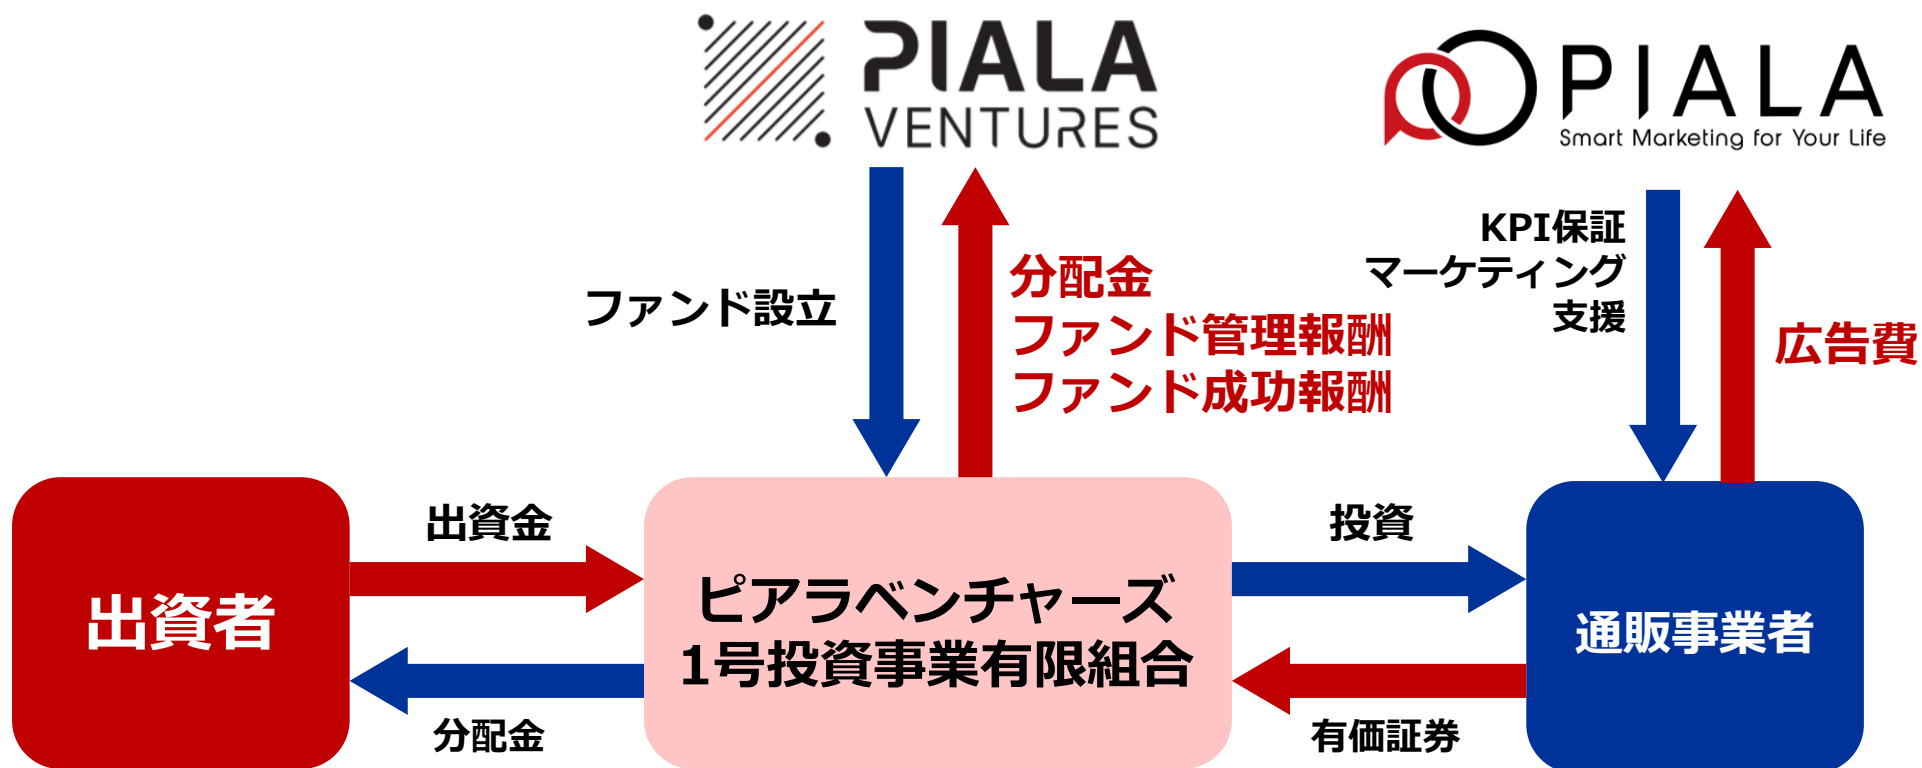 PIALA
VENTURES
PIALA
Smart Marketing for Your Life
ファンド設立
分配金
ファンド管理報酬
ファンド成功報酬
KPI保証
マーケティング
支援
広告費
出資者
出資金
分配金
ピアラベンチャーズ
1号投資事業有限組合
投資
有価証券
通販事業者